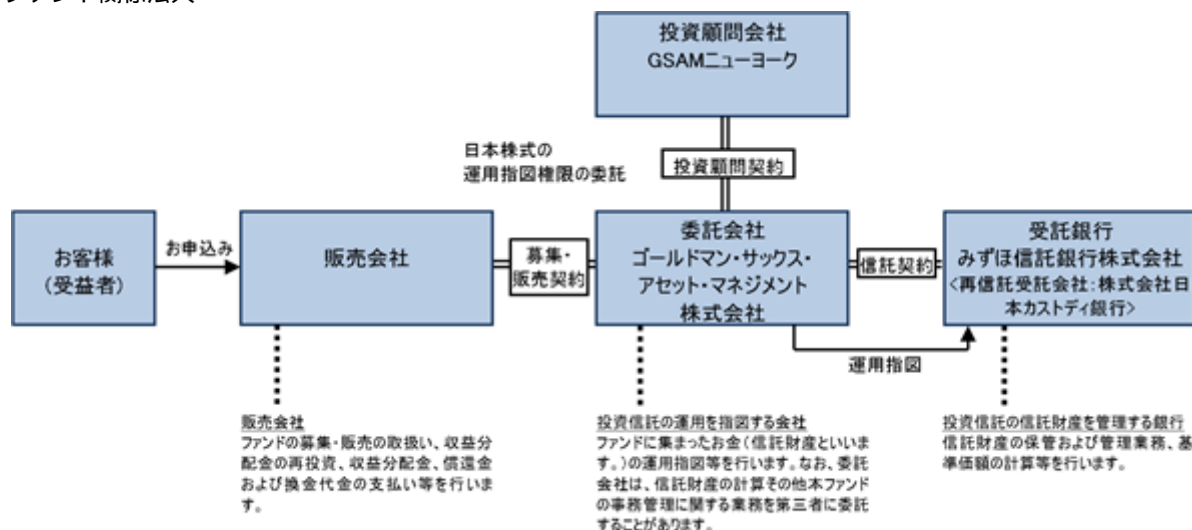 投資顧問会社
GSAMニューヨーク
日本株式の
運用指図権限の委託
投資顧問契約
お客様
(受益者)
お申込み
販売会社
募集・
販売契約
委託会社
ゴールドマン・サックス・
アセット・マネジメント
株式会社
信託契約
受託銀行
みずほ信託銀行株式会社
<再信託受託会社:株式会社日
本カストディ銀行>
運用指図
販売会社
ファンドの募集・販売の取扱い、収益分
配金の再投資、収益分配金、償還金
および換金代金の支払い等を行いま
す。
投資信託の運用を指図する会社
ファンドに集まったお金(信託財産といいま
す。)の運用指図等を行います。なお、委託
会社は、信託財産の計算その他本ファンド
の事務管理に関する業務を第三者に委託
することがあります。
投資信託の信託財産を管理する銀行
信託財産の保管および管理業務、基
準価額の計算等を行います。